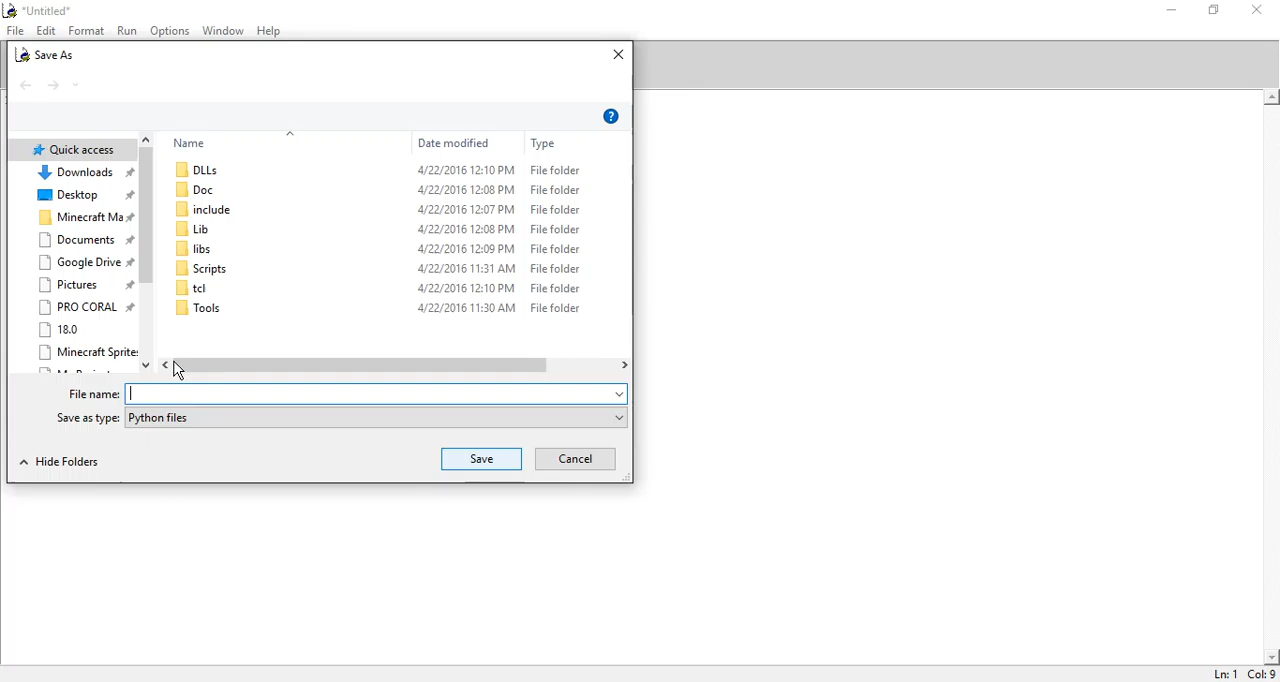 *Untitled*
File Edit Format Run Options Window Help
Save As
Name Date modified Type
Quick access
Downloads
Desktop
Minecraft Ma
Documents
Google Drive
Pictures
PRO CORAL
18.0
Minecraft Sprites
DLLs 4/22/2016 12:10 PM File folder
Doc 4/22/2016 12:08 PM File folder
include 4/22/2016 12:07 PM File folder
Lib 4/22/2016 12:08 PM File folder
libs 4/22/2016 12:09 PM File folder
Scripts 4/22/2016 11:31 AM File folder
tcl 4/22/2016 12:10 PM File folder
Tools 4/22/2016 11:30 AM File folder
File name:
Save as type: Python files
Hide Folders Save Cancel
Ln: 1 Col: 9